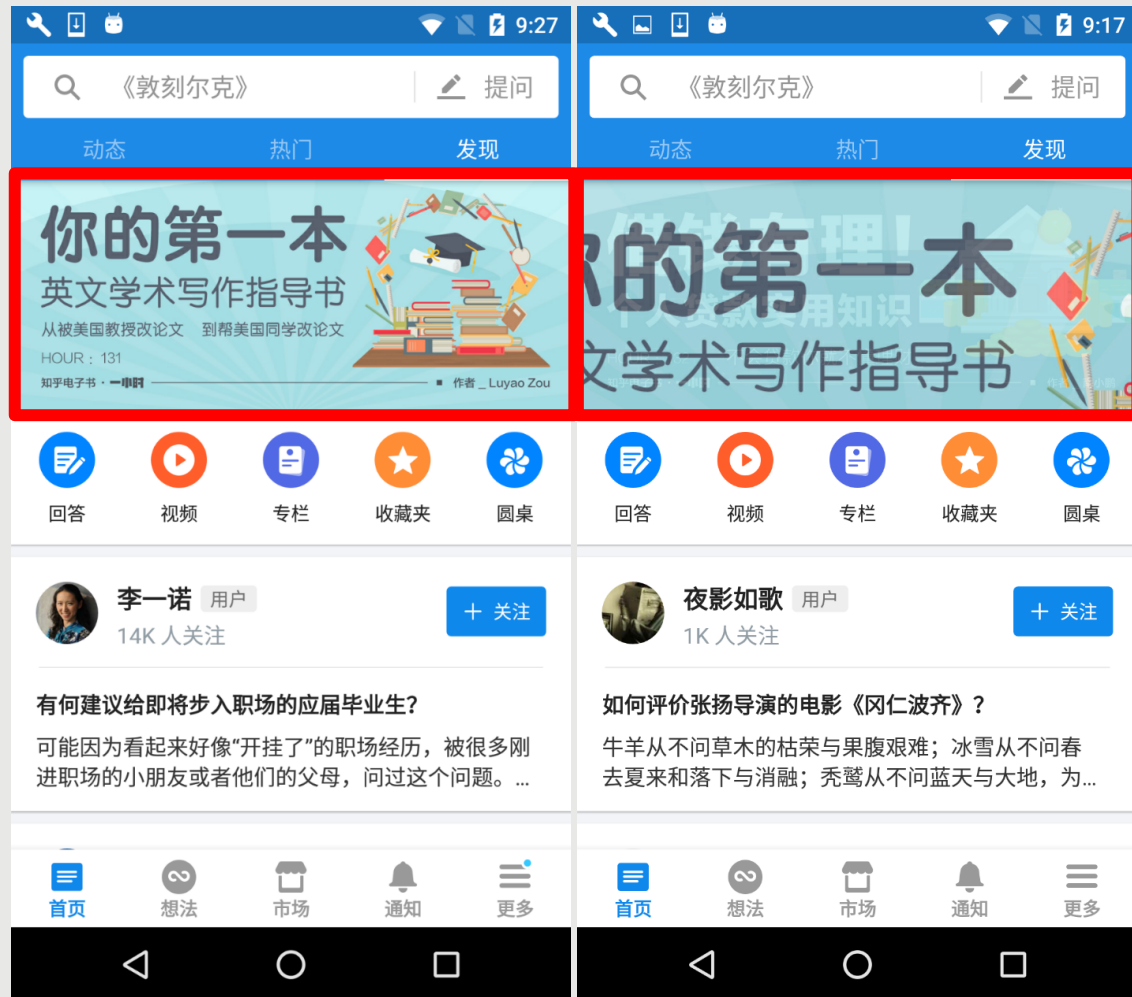 9:27
《敦刻尔克》
提问
动态 热门 发现
你的第一本
英文学术写作指导书
从被美国教授改论文 到帮美国同学改论文
HOUR : 131
知乎电子书·一小时
作者 _ Luyao Zou
回答 视频 专栏 收藏夹 圆桌
李一诺 用户
14K 人关注
+ 关注
有何建议给即将步入职场的应届毕业生?
可能因为看起来好像“开挂了”的职场经历，被很多刚
进职场的小朋友或者他们的父母，问过这个问题。...
首页 想法 市场 通知 更多
9:17
《敦刻尔克》
提问
动态 热门 发现
的第一本
文学术写作指导书
借钱有理!
个人贷款实用知识
回答 视频 专栏 收藏夹 圆桌
夜影如歌 用户
1K 人关注
+ 关注
如何评价张扬导演的电影《冈仁波齐》?
牛羊从不问草木的枯荣与果腹艰难；冰雪从不问春
去夏来和落下与消融；秃鹫从不问蓝天与大地，为...
首页 想法 市场 通知 更多